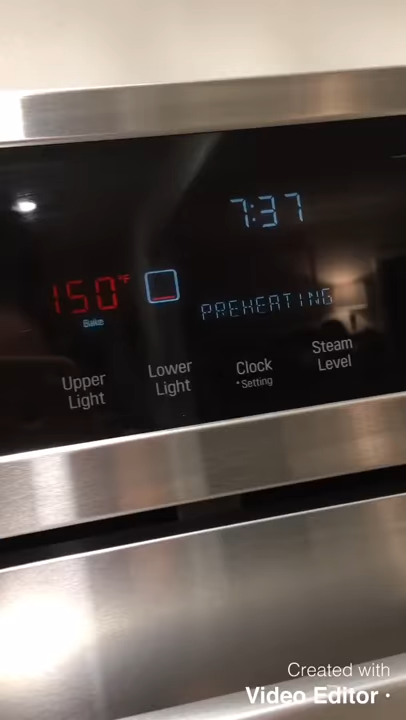 7:37
150°F
Bake
PREHEATING
Upper
Light
Lower
Light
Clock
*Setting
Steam
Level
Created with
Video Editor ·